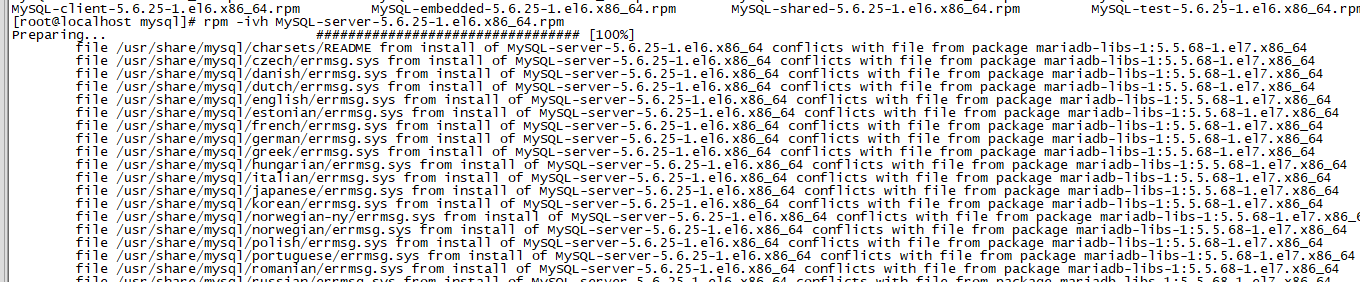 MySQL-client-5.6.25-1.el6.x86_64.rpm MySQL-embedded-5.6.25-1.el6.x86_64.rpm MySQL-shared-5.6.25-1.el6.x86_64.rpm MySQL-test-5.6.25-1.el6.x86_64.rpm
[root@localhost mysql]# rpm -ivh MySQL-server-5.6.25-1.el6.x86_64.rpm
Preparing... ################################ [100%]
file /usr/share/mysql/charsets/README from install of MySQL-server-5.6.25-1.el6.x86_64 conflicts with file from package mariadb-libs-1:5.5.68-1.el7.x86_64
file /usr/share/mysql/czech/errmsg.sys from install of MySQL-server-5.6.25-1.el6.x86_64 conflicts with file from package mariadb-libs-1:5.5.68-1.el7.x86_64
file /usr/share/mysql/danish/errmsg.sys from install of MySQL-server-5.6.25-1.el6.x86_64 conflicts with file from package mariadb-libs-1:5.5.68-1.el7.x86_64
file /usr/share/mysql/dutch/errmsg.sys from install of MySQL-server-5.6.25-1.el6.x86_64 conflicts with file from package mariadb-libs-1:5.5.68-1.el7.x86_64
file /usr/share/mysql/english/errmsg.sys from install of MySQL-server-5.6.25-1.el6.x86_64 conflicts with file from package mariadb-libs-1:5.5.68-1.el7.x86_64
file /usr/share/mysql/estonian/errmsg.sys from install of MySQL-server-5.6.25-1.el6.x86_64 conflicts with file from package mariadb-libs-1:5.5.68-1.el7.x86_64
file /usr/share/mysql/french/errmsg.sys from install of MySQL-server-5.6.25-1.el6.x86_64 conflicts with file from package mariadb-libs-1:5.5.68-1.el7.x86_64
file /usr/share/mysql/german/errmsg.sys from install of MySQL-server-5.6.25-1.el6.x86_64 conflicts with file from package mariadb-libs-1:5.5.68-1.el7.x86_64
file /usr/share/mysql/greek/errmsg.sys from install of MySQL-server-5.6.25-1.el6.x86_64 conflicts with file from package mariadb-libs-1:5.5.68-1.el7.x86_64
file /usr/share/mysql/hungarian/errmsg.sys from install of MySQL-server-5.6.25-1.el6.x86_64 conflicts with file from package mariadb-libs-1:5.5.68-1.el7.x86_64
file /usr/share/mysql/italian/errmsg.sys from install of MySQL-server-5.6.25-1.el6.x86_64 conflicts with file from package mariadb-libs-1:5.5.68-1.el7.x86_64
file /usr/share/mysql/japanese/errmsg.sys from install of MySQL-server-5.6.25-1.el6.x86_64 conflicts with file from package mariadb-libs-1:5.5.68-1.el7.x86_64
file /usr/share/mysql/korean/errmsg.sys from install of MySQL-server-5.6.25-1.el6.x86_64 conflicts with file from package mariadb-libs-1:5.5.68-1.el7.x86_64
file /usr/share/mysql/norwegian-ny/errmsg.sys from install of MySQL-server-5.6.25-1.el6.x86_64 conflicts with file from package mariadb-libs-1:5.5.68-1.el7.x86_6
file /usr/share/mysql/norwegian/errmsg.sys from install of MySQL-server-5.6.25-1.el6.x86_64 conflicts with file from package mariadb-libs-1:5.5.68-1.el7.x86_64
file /usr/share/mysql/polish/errmsg.sys from install of MySQL-server-5.6.25-1.el6.x86_64 conflicts with file from package mariadb-libs-1:5.5.68-1.el7.x86_64
file /usr/share/mysql/portuguese/errmsg.sys from install of MySQL-server-5.6.25-1.el6.x86_64 conflicts with file from package mariadb-libs-1:5.5.68-1.el7.x86_64
file /usr/share/mysql/romanian/errmsg.sys from install of MySQL-server-5.6.25-1.el6.x86_64 conflicts with file from package mariadb-libs-1:5.5.68-1.el7.x86_64
file /usr/share/mysql/russian/errmsg.sys from install of MySQL-server-5.6.25-1.el6.x86_64 conflicts with file from package mariadb-libs-1:5.5.68-1.el7.x86_64